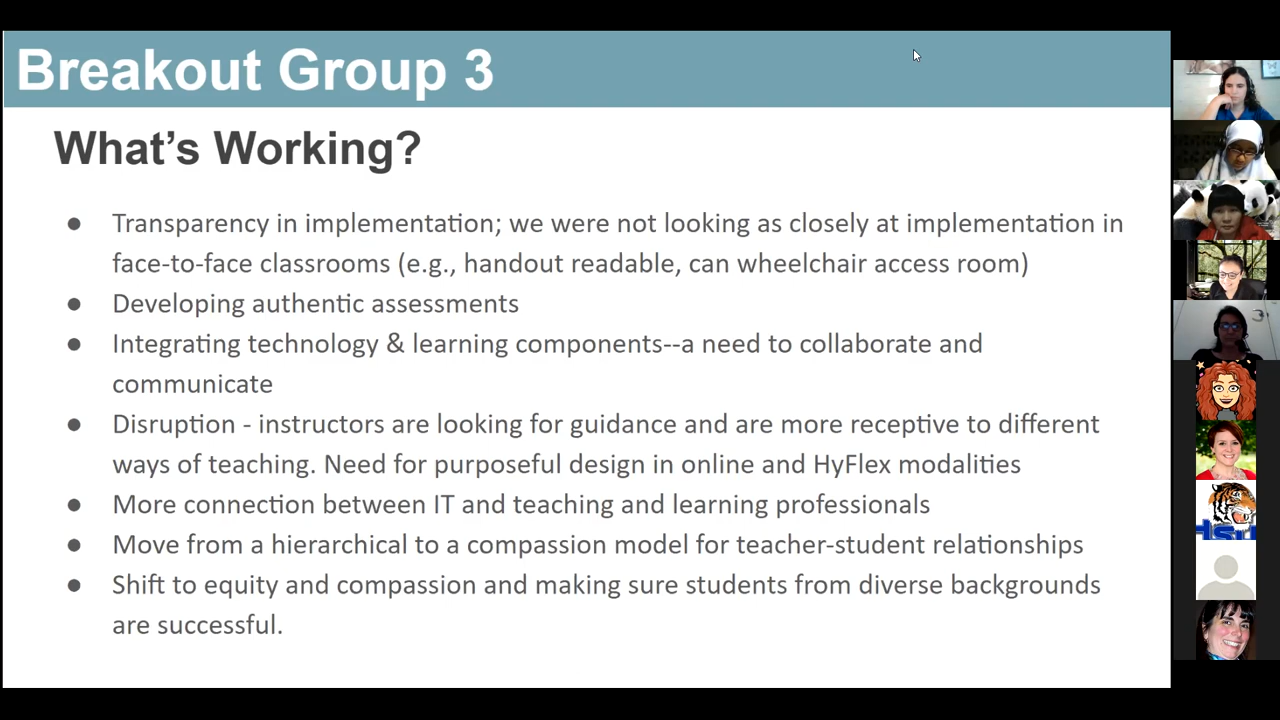 Breakout Group 3
What's Working?
● Transparency in implementation; we were not looking as closely at implementation in
face-to-face classrooms (e.g., handout readable, can wheelchair access room)
● Developing authentic assessments
● Integrating technology & learning components--a need to collaborate and
communicate
● Disruption - instructors are looking for guidance and are more receptive to different
ways of teaching. Need for purposeful design in online and HyFlex modalities
● More connection between IT and teaching and learning professionals
● Move from a hierarchical to a compassion model for teacher-student relationships
● Shift to equity and compassion and making sure students from diverse backgrounds
are successful.